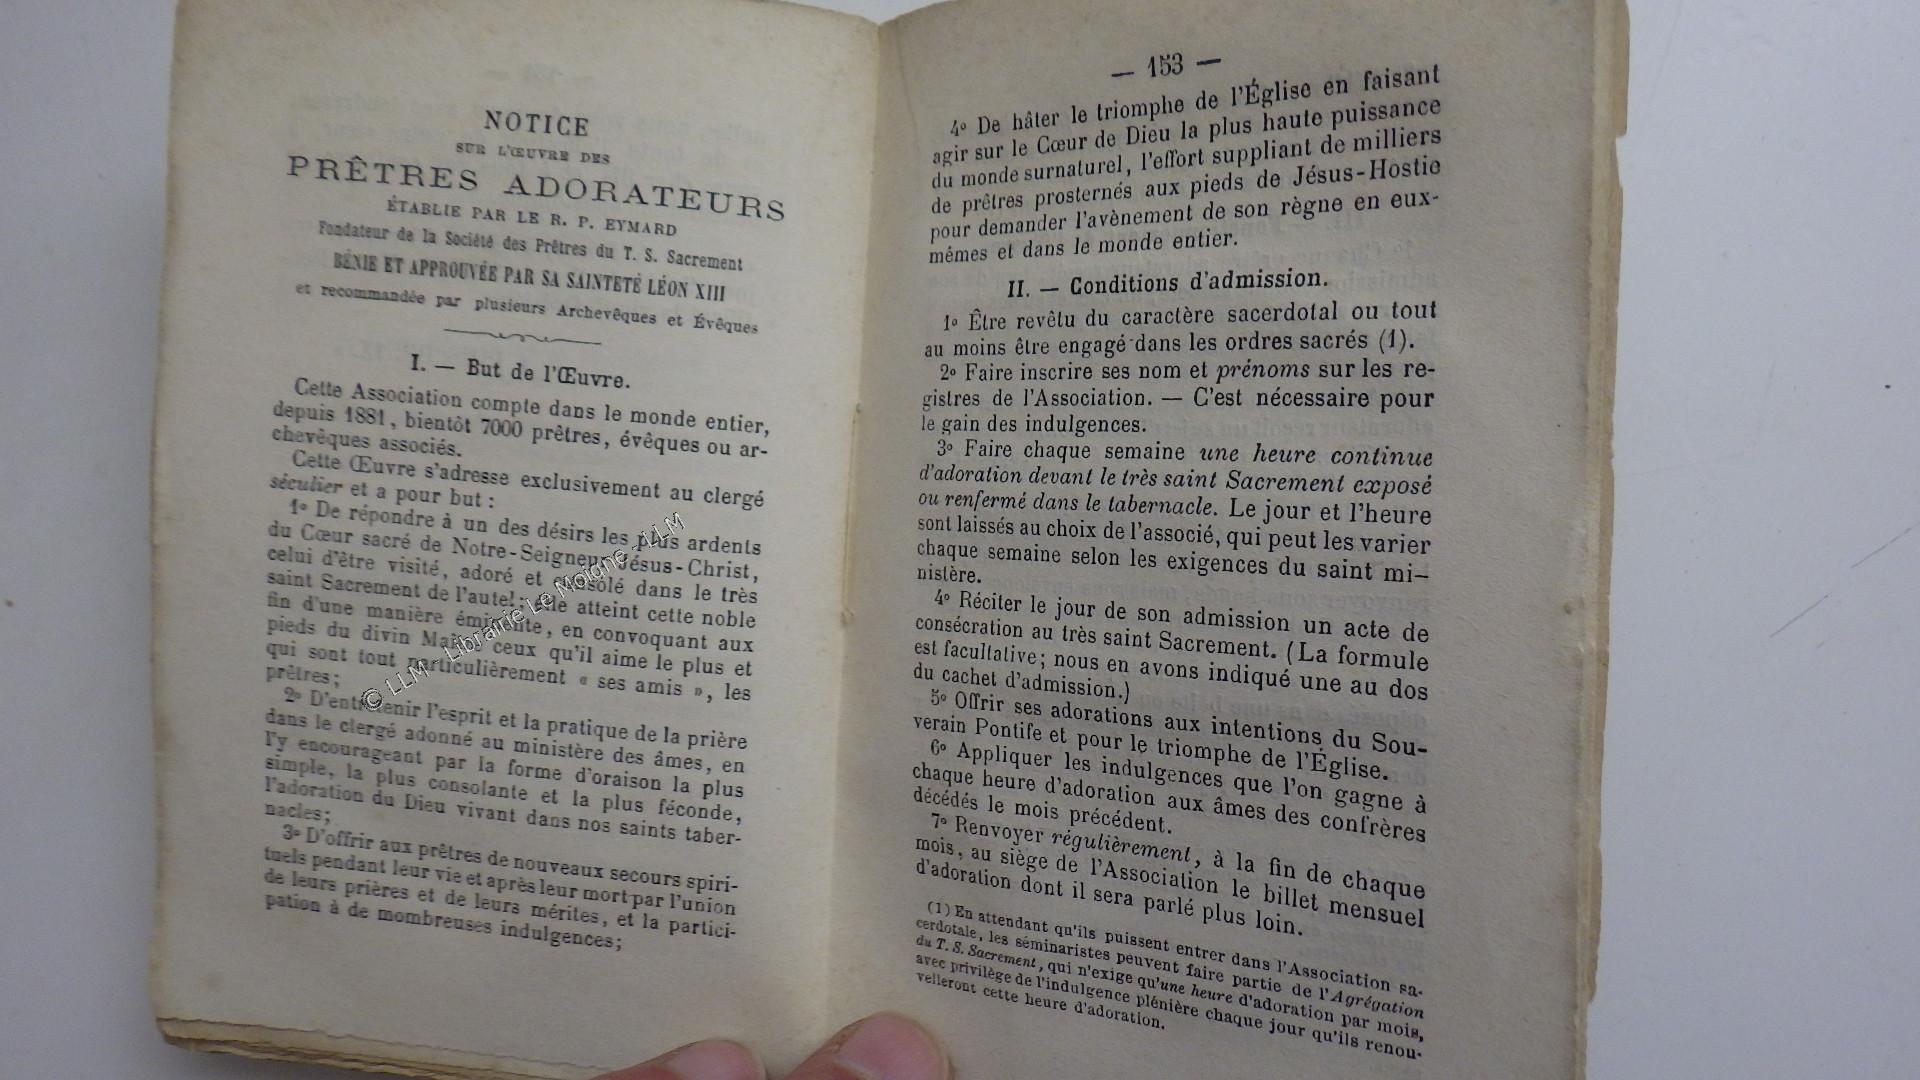 NOTICE
SUR L'ŒUVRE DES
PRÊTRES ADORATEURS
ÉTABLIE PAR LE R. P. EYMARD
Fondateur de la Société des Prêtres du T. S. Sacrement
BÉNIE ET APPROUVÉE PAR SA SAINTETÉ LÉON XIII
et recommandée par plusieurs Archevêques et Évêques
I. — But de l'Œuvre.
Cette Association compte dans le monde entier,
depuis 1881, bientôt 7000 prêtres, évêques ou ar-
chevêques associés.
Cette Œuvre s'adresse exclusivement au clergé
séculier et a pour but :
1º De répondre à un des désirs les plus ardents
du Cœur sacré de Notre-Seigneur Jésus-Christ,
celui d'être visité, adoré et consolé dans le très
saint Sacrement de l'autel; elle atteint cette noble
fin d'une manière éminente, en convoquant aux
pieds du divin Maître ceux qu'il aime le plus et
qui sont tout particulièrement « ses amis », les
prêtres;
2º D'entretenir l'esprit et la pratique de la prière
dans le clergé adonné au ministère des âmes, en
l'y encourageant par la forme d'oraison la plus
simple, la plus consolante et la plus féconde,
l'adoration du Dieu vivant dans nos saints taber-
nacles;
3º D'offrir aux prêtres de nouveaux secours spiri-
tuels pendant leur vie et après leur mort par l'union
de leurs prières et de leurs mérites, et la partici-
pation à de nombreuses indulgences;
© LLM - Librairie Le Moigne - LLM
— 153 —
4º De hâter le triomphe de l'Église en faisant
agir sur le Cœur de Dieu la plus haute puissance
du monde surnaturel, l'effort suppliant de milliers
de prêtres prosternés aux pieds de Jésus-Hostie
pour demander l'avènement de son règne en eux-
mêmes et dans le monde entier.
II. — Conditions d'admission.
1º Être revêtu du caractère sacerdotal ou tout
au moins être engagé dans les ordres sacrés (1).
2º Faire inscrire ses nom et prénoms sur les re-
gistres de l'Association. — C'est nécessaire pour
le gain des indulgences.
3º Faire chaque semaine une heure continue
d'adoration devant le très saint Sacrement exposé
ou renfermé dans le tabernacle. Le jour et l'heure
sont laissés au choix de l'associé, qui peut les varier
chaque semaine selon les exigences du saint mi-
nistère.
4º Réciter le jour de son admission un acte de
consécration au très saint Sacrement. (La formule
est facultative; nous en avons indiqué une au dos
du cachet d'admission.)
5º Offrir ses adorations aux intentions du Sou-
verain Pontife et pour le triomphe de l'Église.
6º Appliquer les indulgences que l'on gagne à
chaque heure d'adoration aux âmes des confrères
décédés le mois précédent.
7º Renvoyer régulièrement, à la fin de chaque
mois, au siège de l'Association le billet mensuel
d'adoration dont il sera parlé plus loin.
(1) En attendant qu'ils puissent entrer dans l'Association sa-
cerdotale, les séminaristes peuvent faire partie de l'Agrégation
du T. S. Sacrement, qui n'exige qu'une heure d'adoration par mois,
avec privilège de l'indulgence plénière chaque jour qu'ils renou-
velleront cette heure d'adoration.